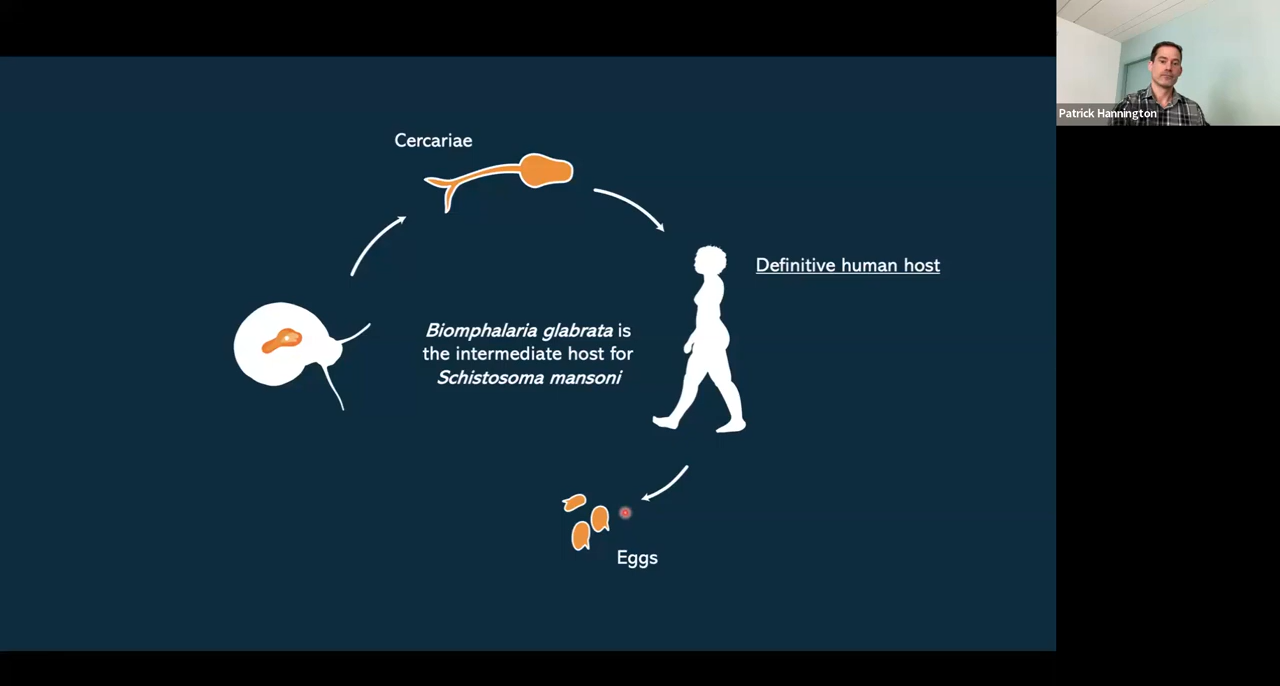 Cercariae
Patrick Hannington
Definitive human host
Biomphalaria glabrata is
the intermediate host for
Schistosoma mansoni
Eggs